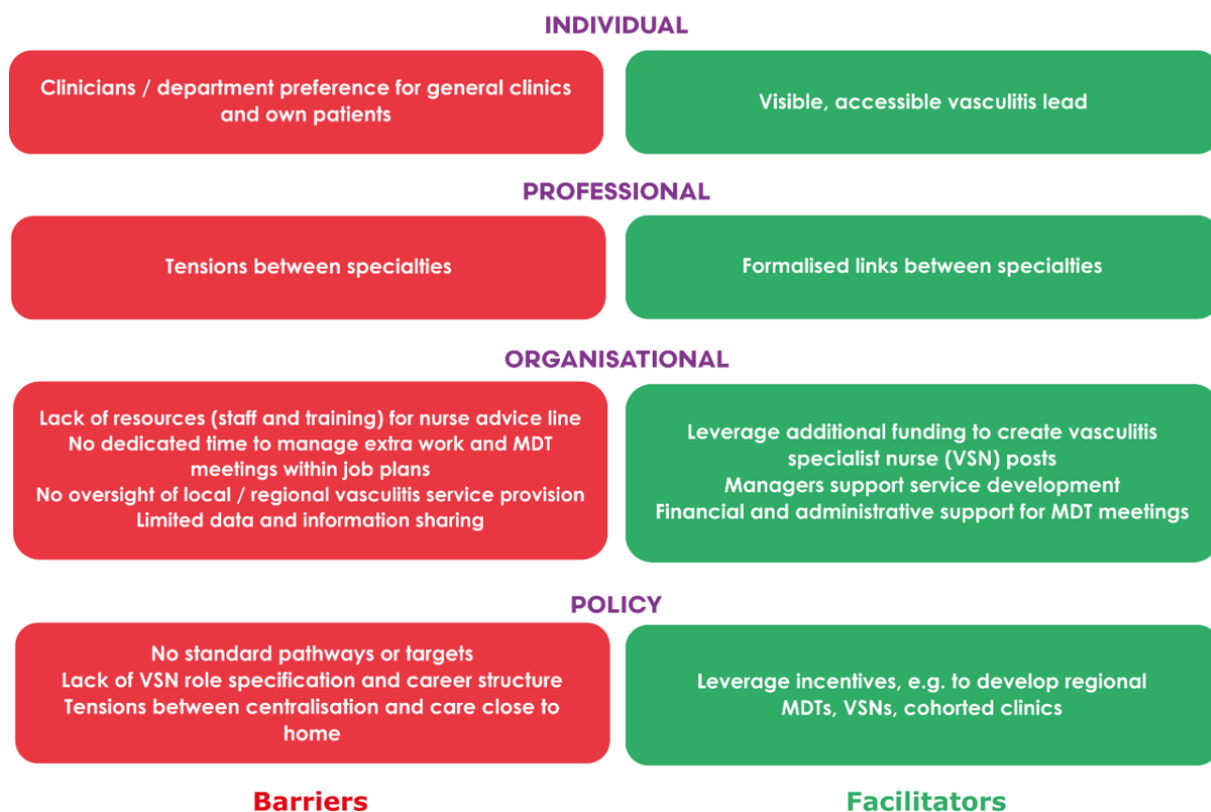 INDIVIDUAL
Clinicians / department preference for general clinics
and own patients
Visible, accessible vasculitis lead
PROFESSIONAL
Tensions between specialties
Formalised links between specialties
ORGANISATIONAL
Lack of resources (staff and training) for nurse advice line
No dedicated time to manage extra work and MDT
meetings within job plans
No oversight of local / regional vasculitis service provision
Limited data and information sharing
Leverage additional funding to create vasculitis
specialist nurse (VSN) posts
Managers support service development
Financial and administrative support for MDT meetings
POLICY
No standard pathways or targets
Lack of VSN role specification and career structure
Tensions between centralisation and care close to
home
Leverage incentives, e.g. to develop regional
MDTs, VSNs, cohorted clinics
Barriers
Facilitators